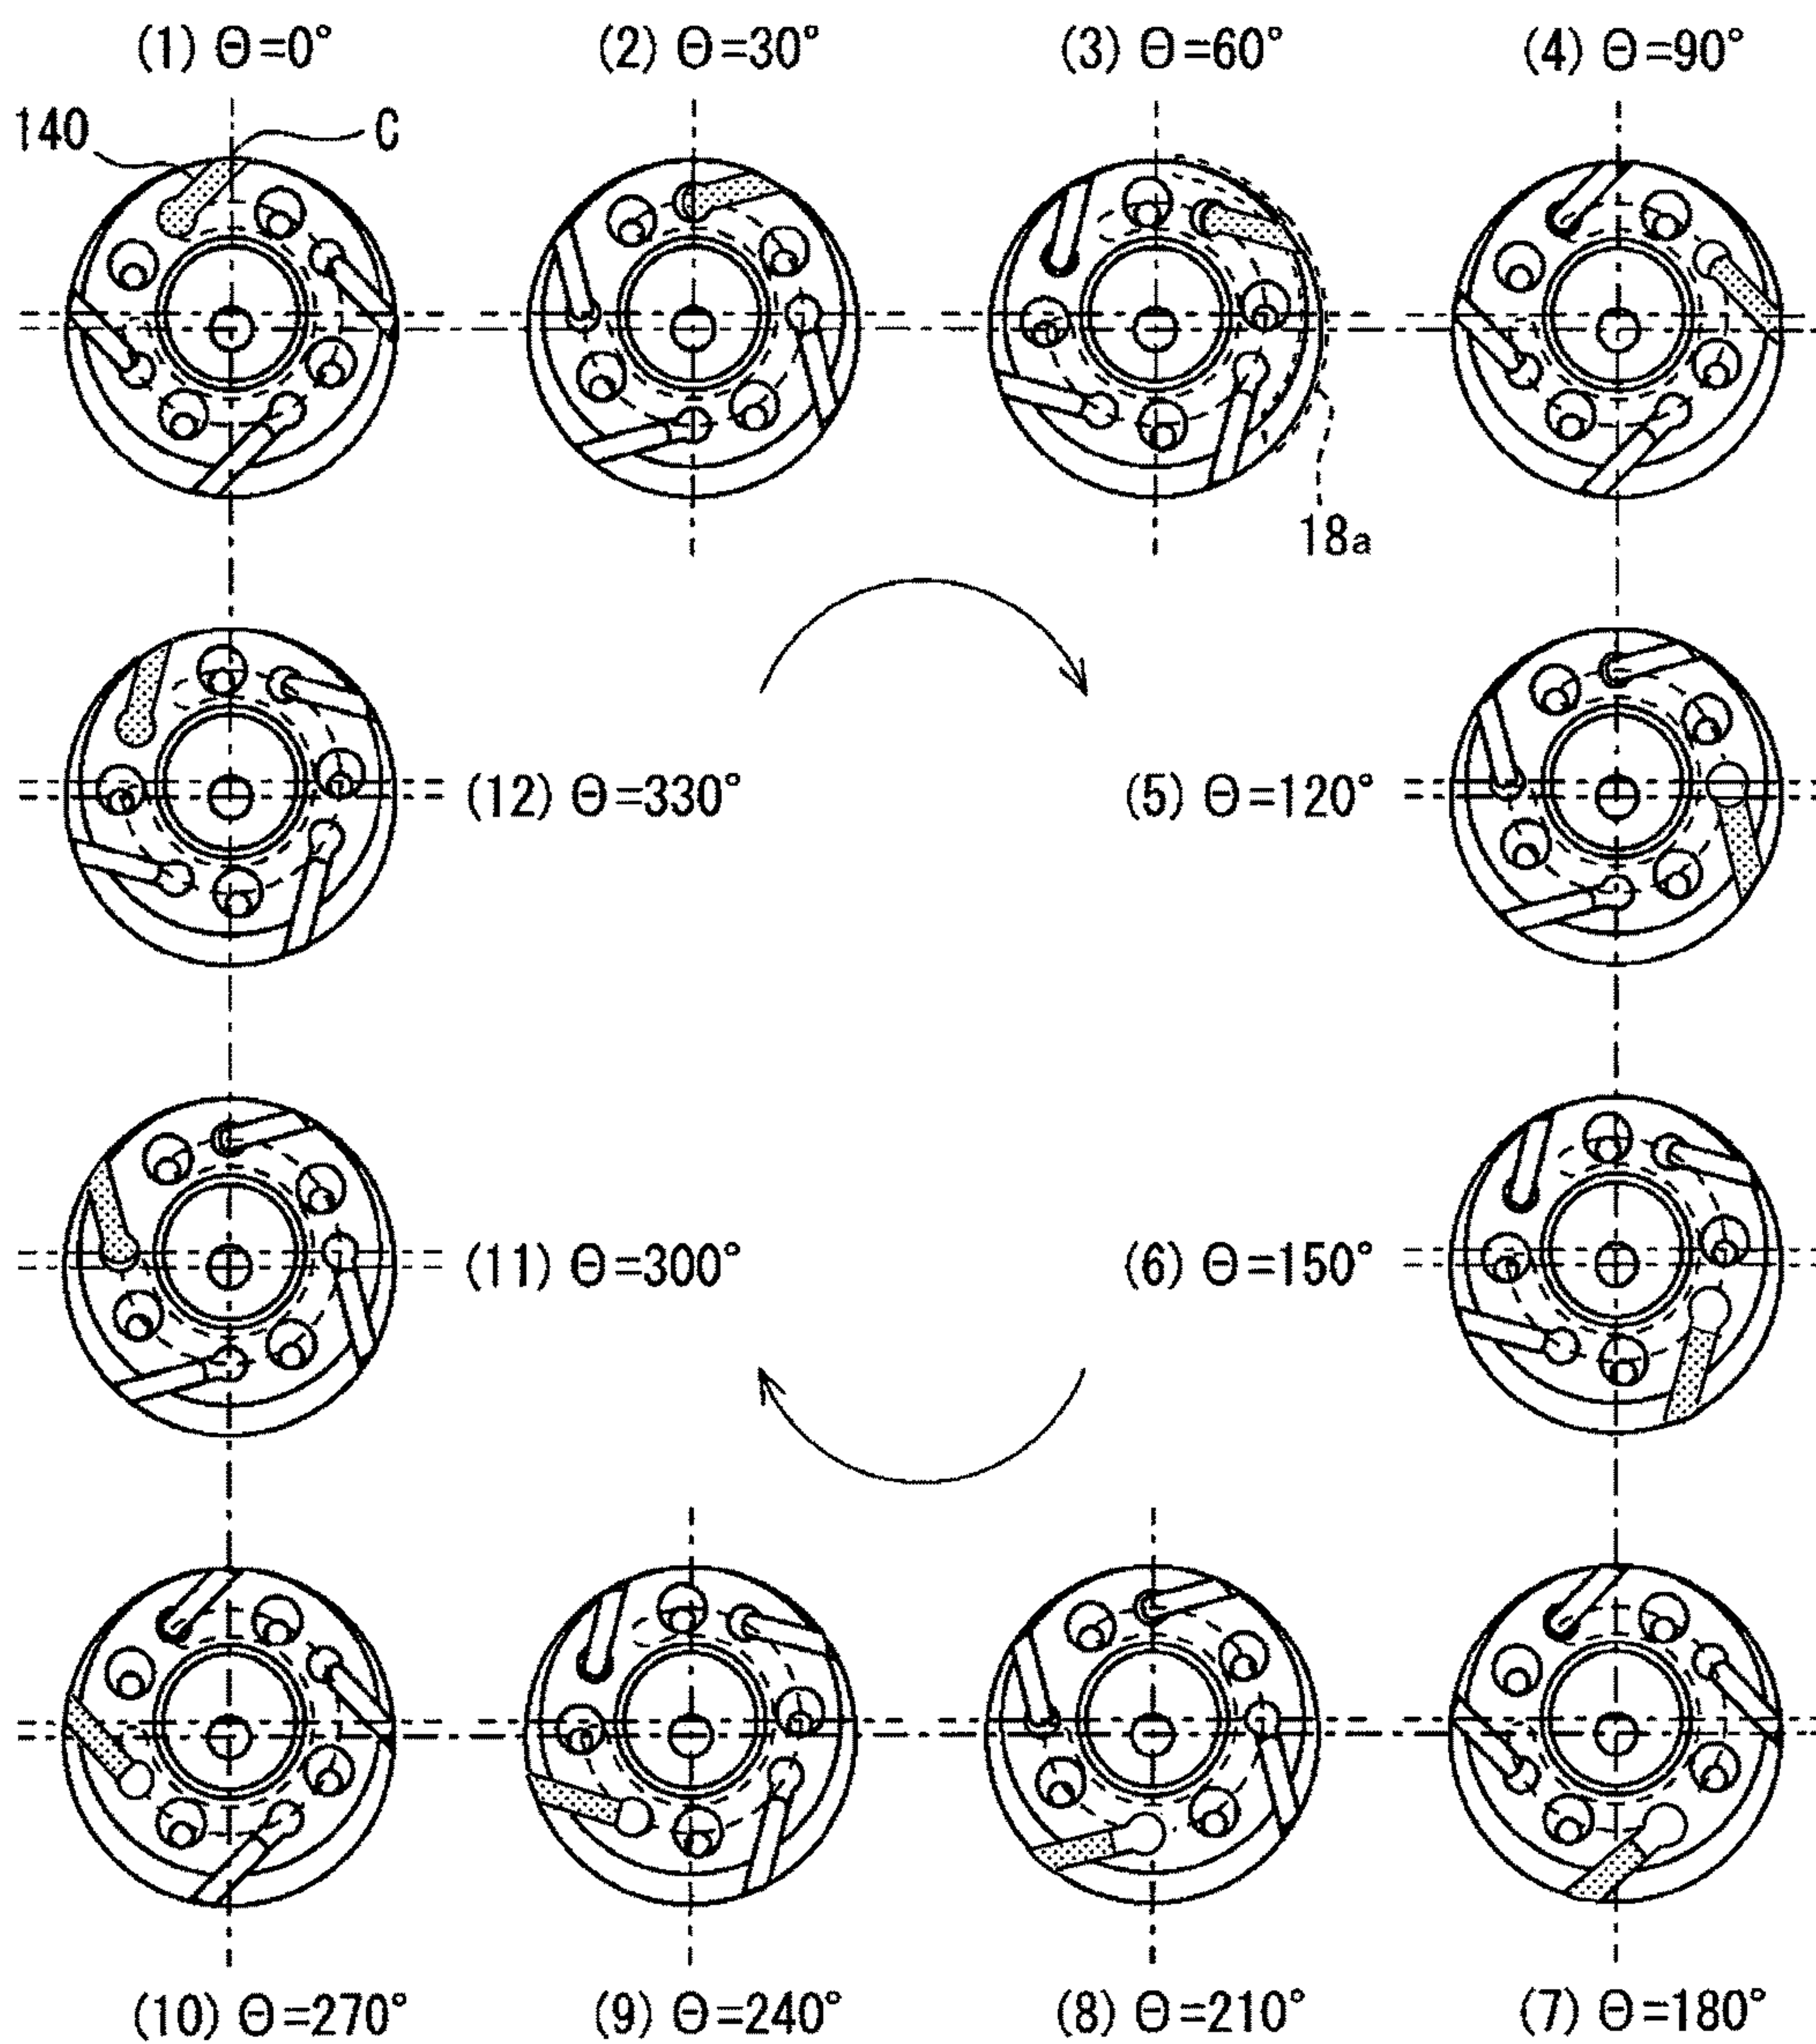 (1) Θ=0°
(2) Θ=30°
(3) Θ=60°
(4) Θ=90°
140
C
18a
(12) Θ=330°
(5) Θ=120°
(11) Θ=300°
(6) Θ=150°
(10) Θ=270°
(9) Θ=240°
(8) Θ=210°
(7) Θ=180°